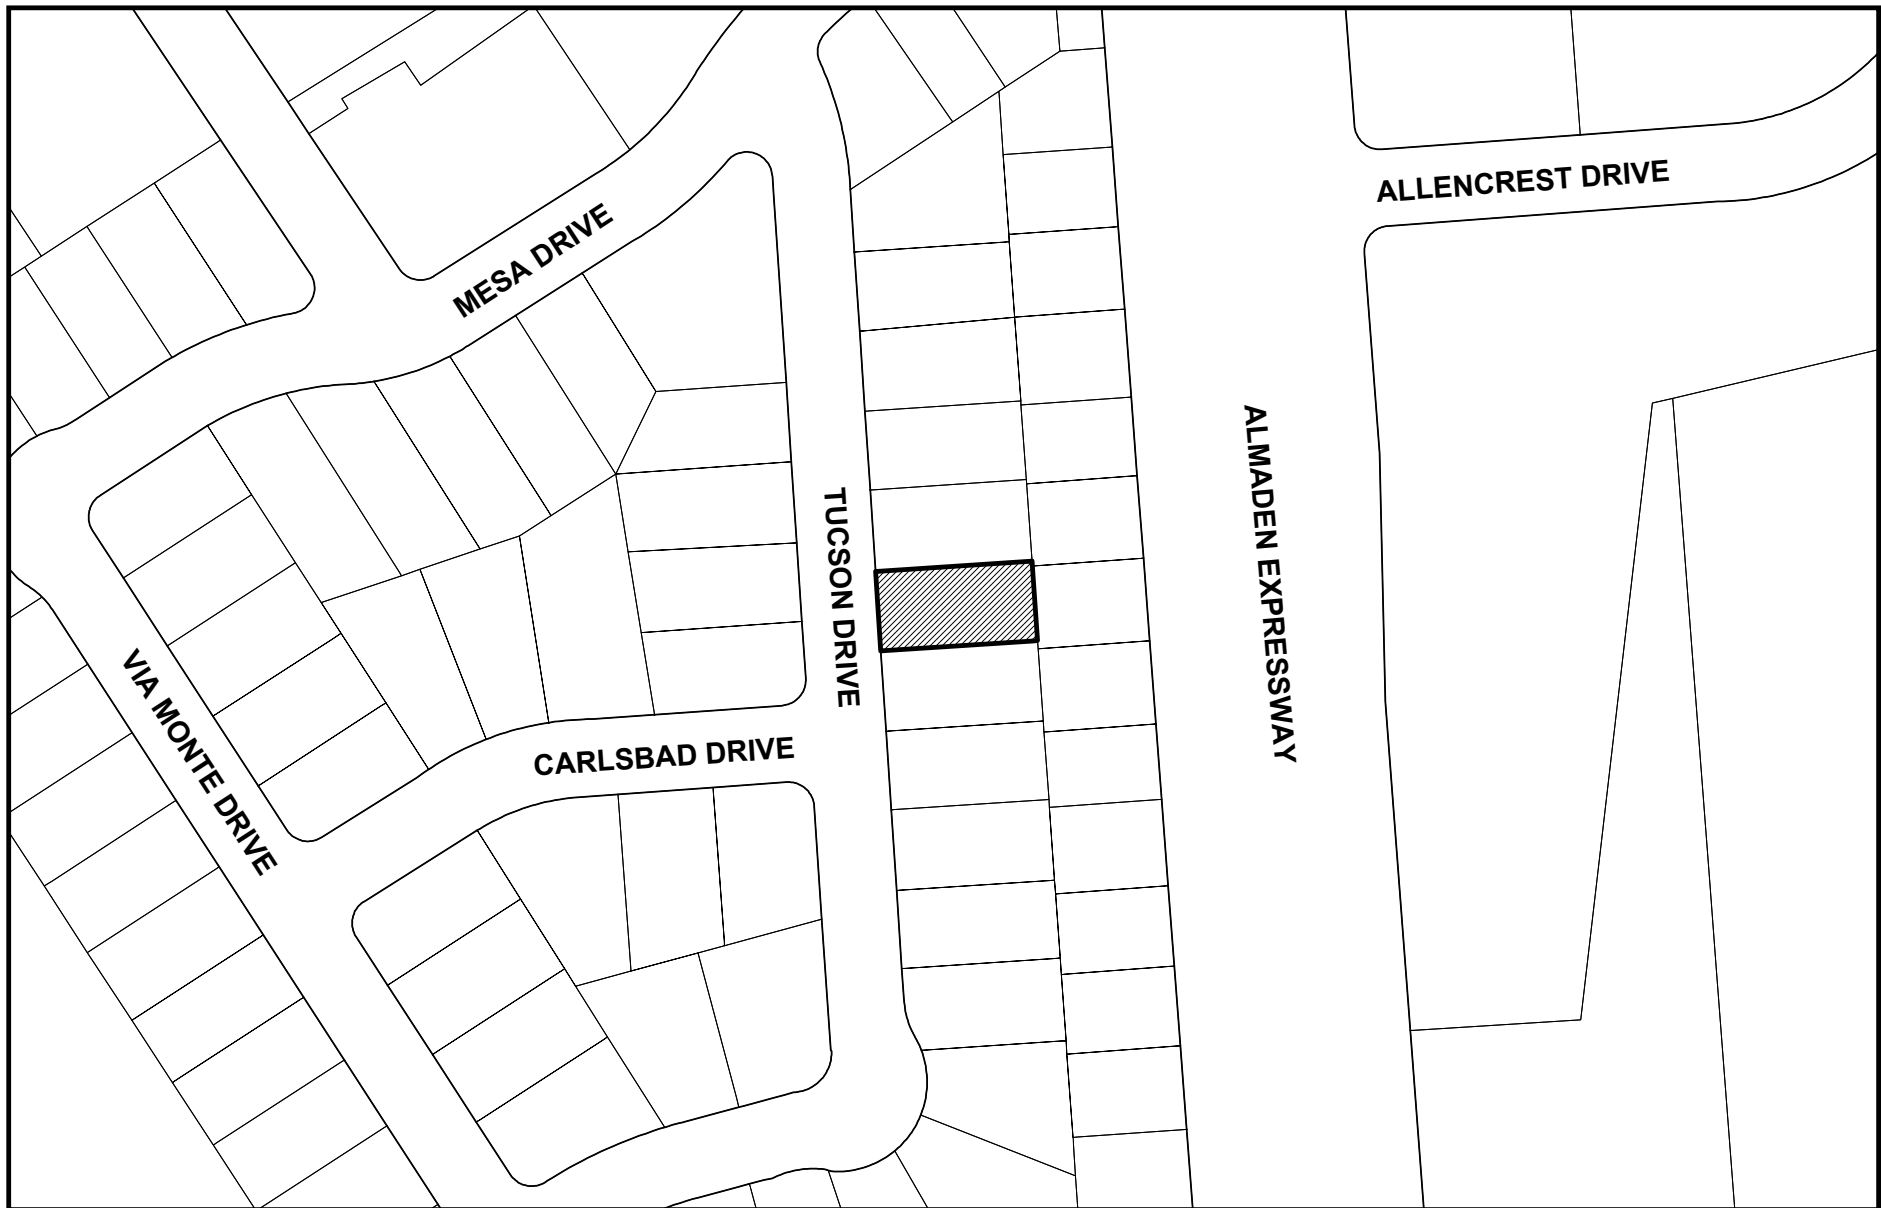 ALLENCREST DRIVE
MESA DRIVE
ALMADEN EXPRESSWAY
TUCSON DRIVE
VIA MONTE DRIVE
CARLSBAD DRIVE